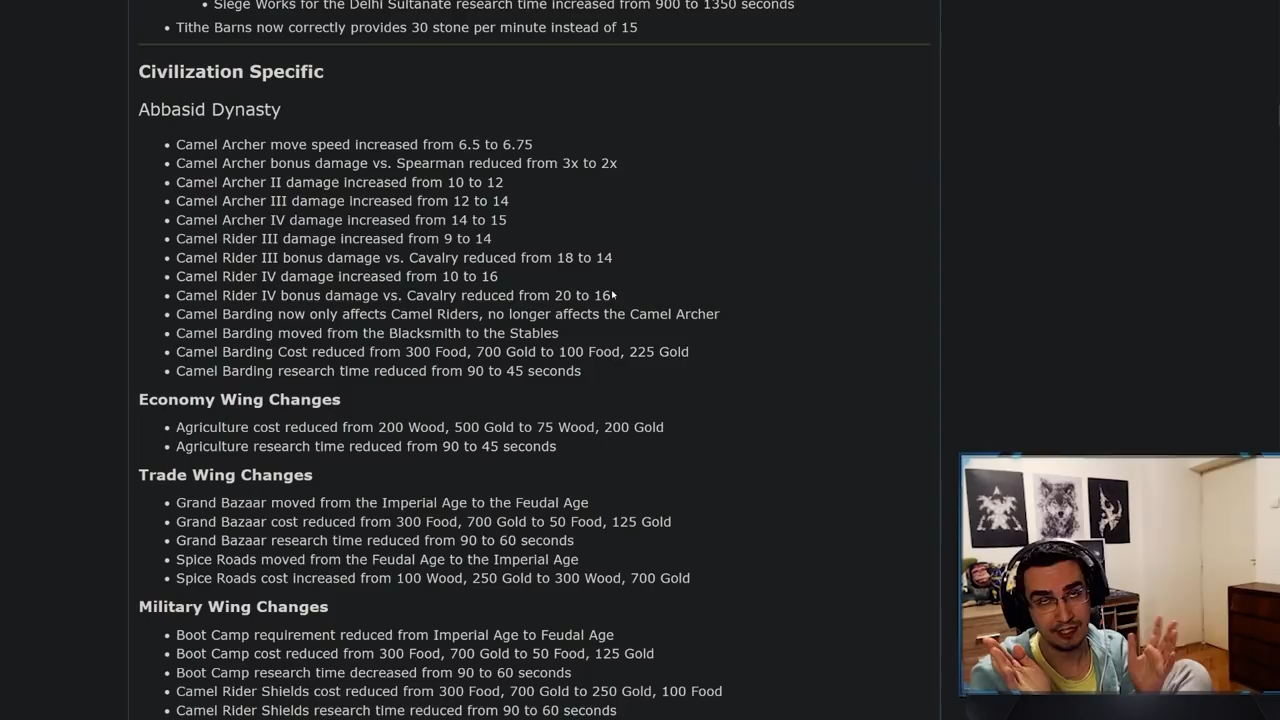 Siege Works for the Delhi Sultanate research time increased from 900 to 1350 seconds
Tithe Barns now correctly provides 30 stone per minute instead of 15
Civilization Specific
Abbasid Dynasty
Camel Archer move speed increased from 6.5 to 6.75
Camel Archer bonus damage vs. Spearman reduced from 3x to 2x
Camel Archer II damage increased from 10 to 12
Camel Archer III damage increased from 12 to 14
Camel Archer IV damage increased from 14 to 15
Camel Rider III damage increased from 9 to 14
Camel Rider III bonus damage vs. Cavalry reduced from 18 to 14
Camel Rider IV damage increased from 10 to 16
Camel Rider IV bonus damage vs. Cavalry reduced from 20 to 16
Camel Barding now only affects Camel Riders, no longer affects the Camel Archer
Camel Barding moved from the Blacksmith to the Stables
Camel Barding Cost reduced from 300 Food, 700 Gold to 100 Food, 225 Gold
Camel Barding research time reduced from 90 to 45 seconds
Economy Wing Changes
Agriculture cost reduced from 200 Wood, 500 Gold to 75 Wood, 200 Gold
Agriculture research time reduced from 90 to 45 seconds
Trade Wing Changes
Grand Bazaar moved from the Imperial Age to the Feudal Age
Grand Bazaar cost reduced from 300 Food, 700 Gold to 50 Food, 125 Gold
Grand Bazaar research time reduced from 90 to 60 seconds
Spice Roads moved from the Feudal Age to the Imperial Age
Spice Roads cost increased from 100 Wood, 250 Gold to 300 Wood, 700 Gold
Military Wing Changes
Boot Camp requirement reduced from Imperial Age to Feudal Age
Boot Camp cost reduced from 300 Food, 700 Gold to 50 Food, 125 Gold
Boot Camp research time decreased from 90 to 60 seconds
Camel Rider Shields cost reduced from 300 Food, 700 Gold to 250 Gold, 100 Food
Camel Rider Shields research time reduced from 90 to 60 seconds